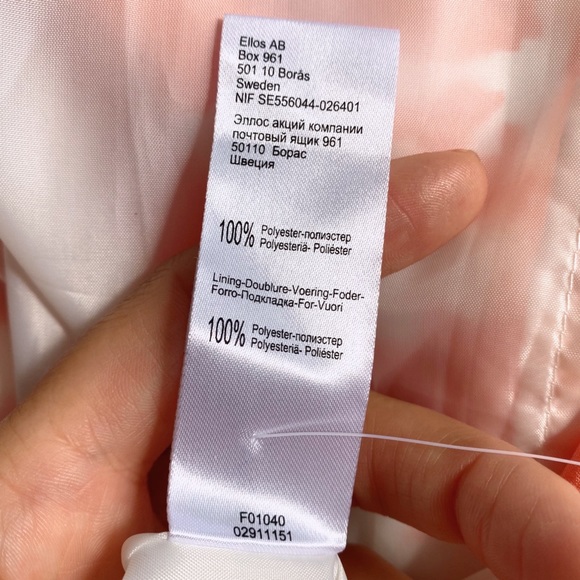 Ellos AB
Box 961
501 10 Borås
Sweden
NIF SE556044-026401
Эллос акций компании
почтовый ящик 961
50110 Борас
Швеция
100% Polyester-полиэстер
Polyesteriä- Poliéster
Lining-Doublure-Voering-Foder-
Forro-Подкладка-For-Vuori
100% Polyester-полиэстер
Polyesteriä- Poliéster
F01040
02911151